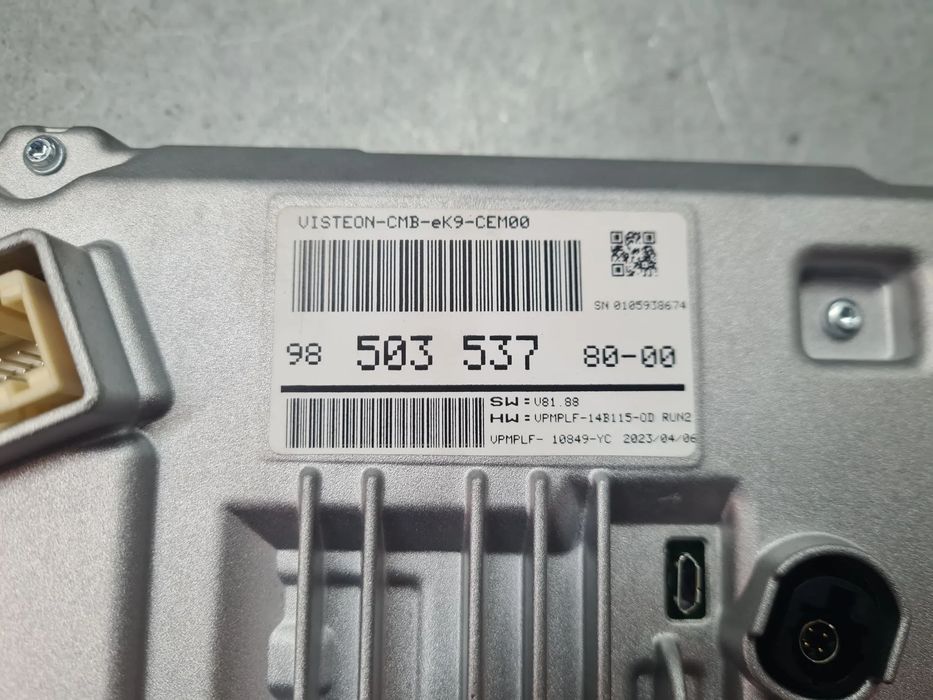 VISTEON-CMB-eK9-CEM00
SN 0105938674
98 503 537 80-00
SW = V81.88
HW = VPMPLF-14B115-OD RUN2
VPMPLF- 10849-YC 2023/04/06